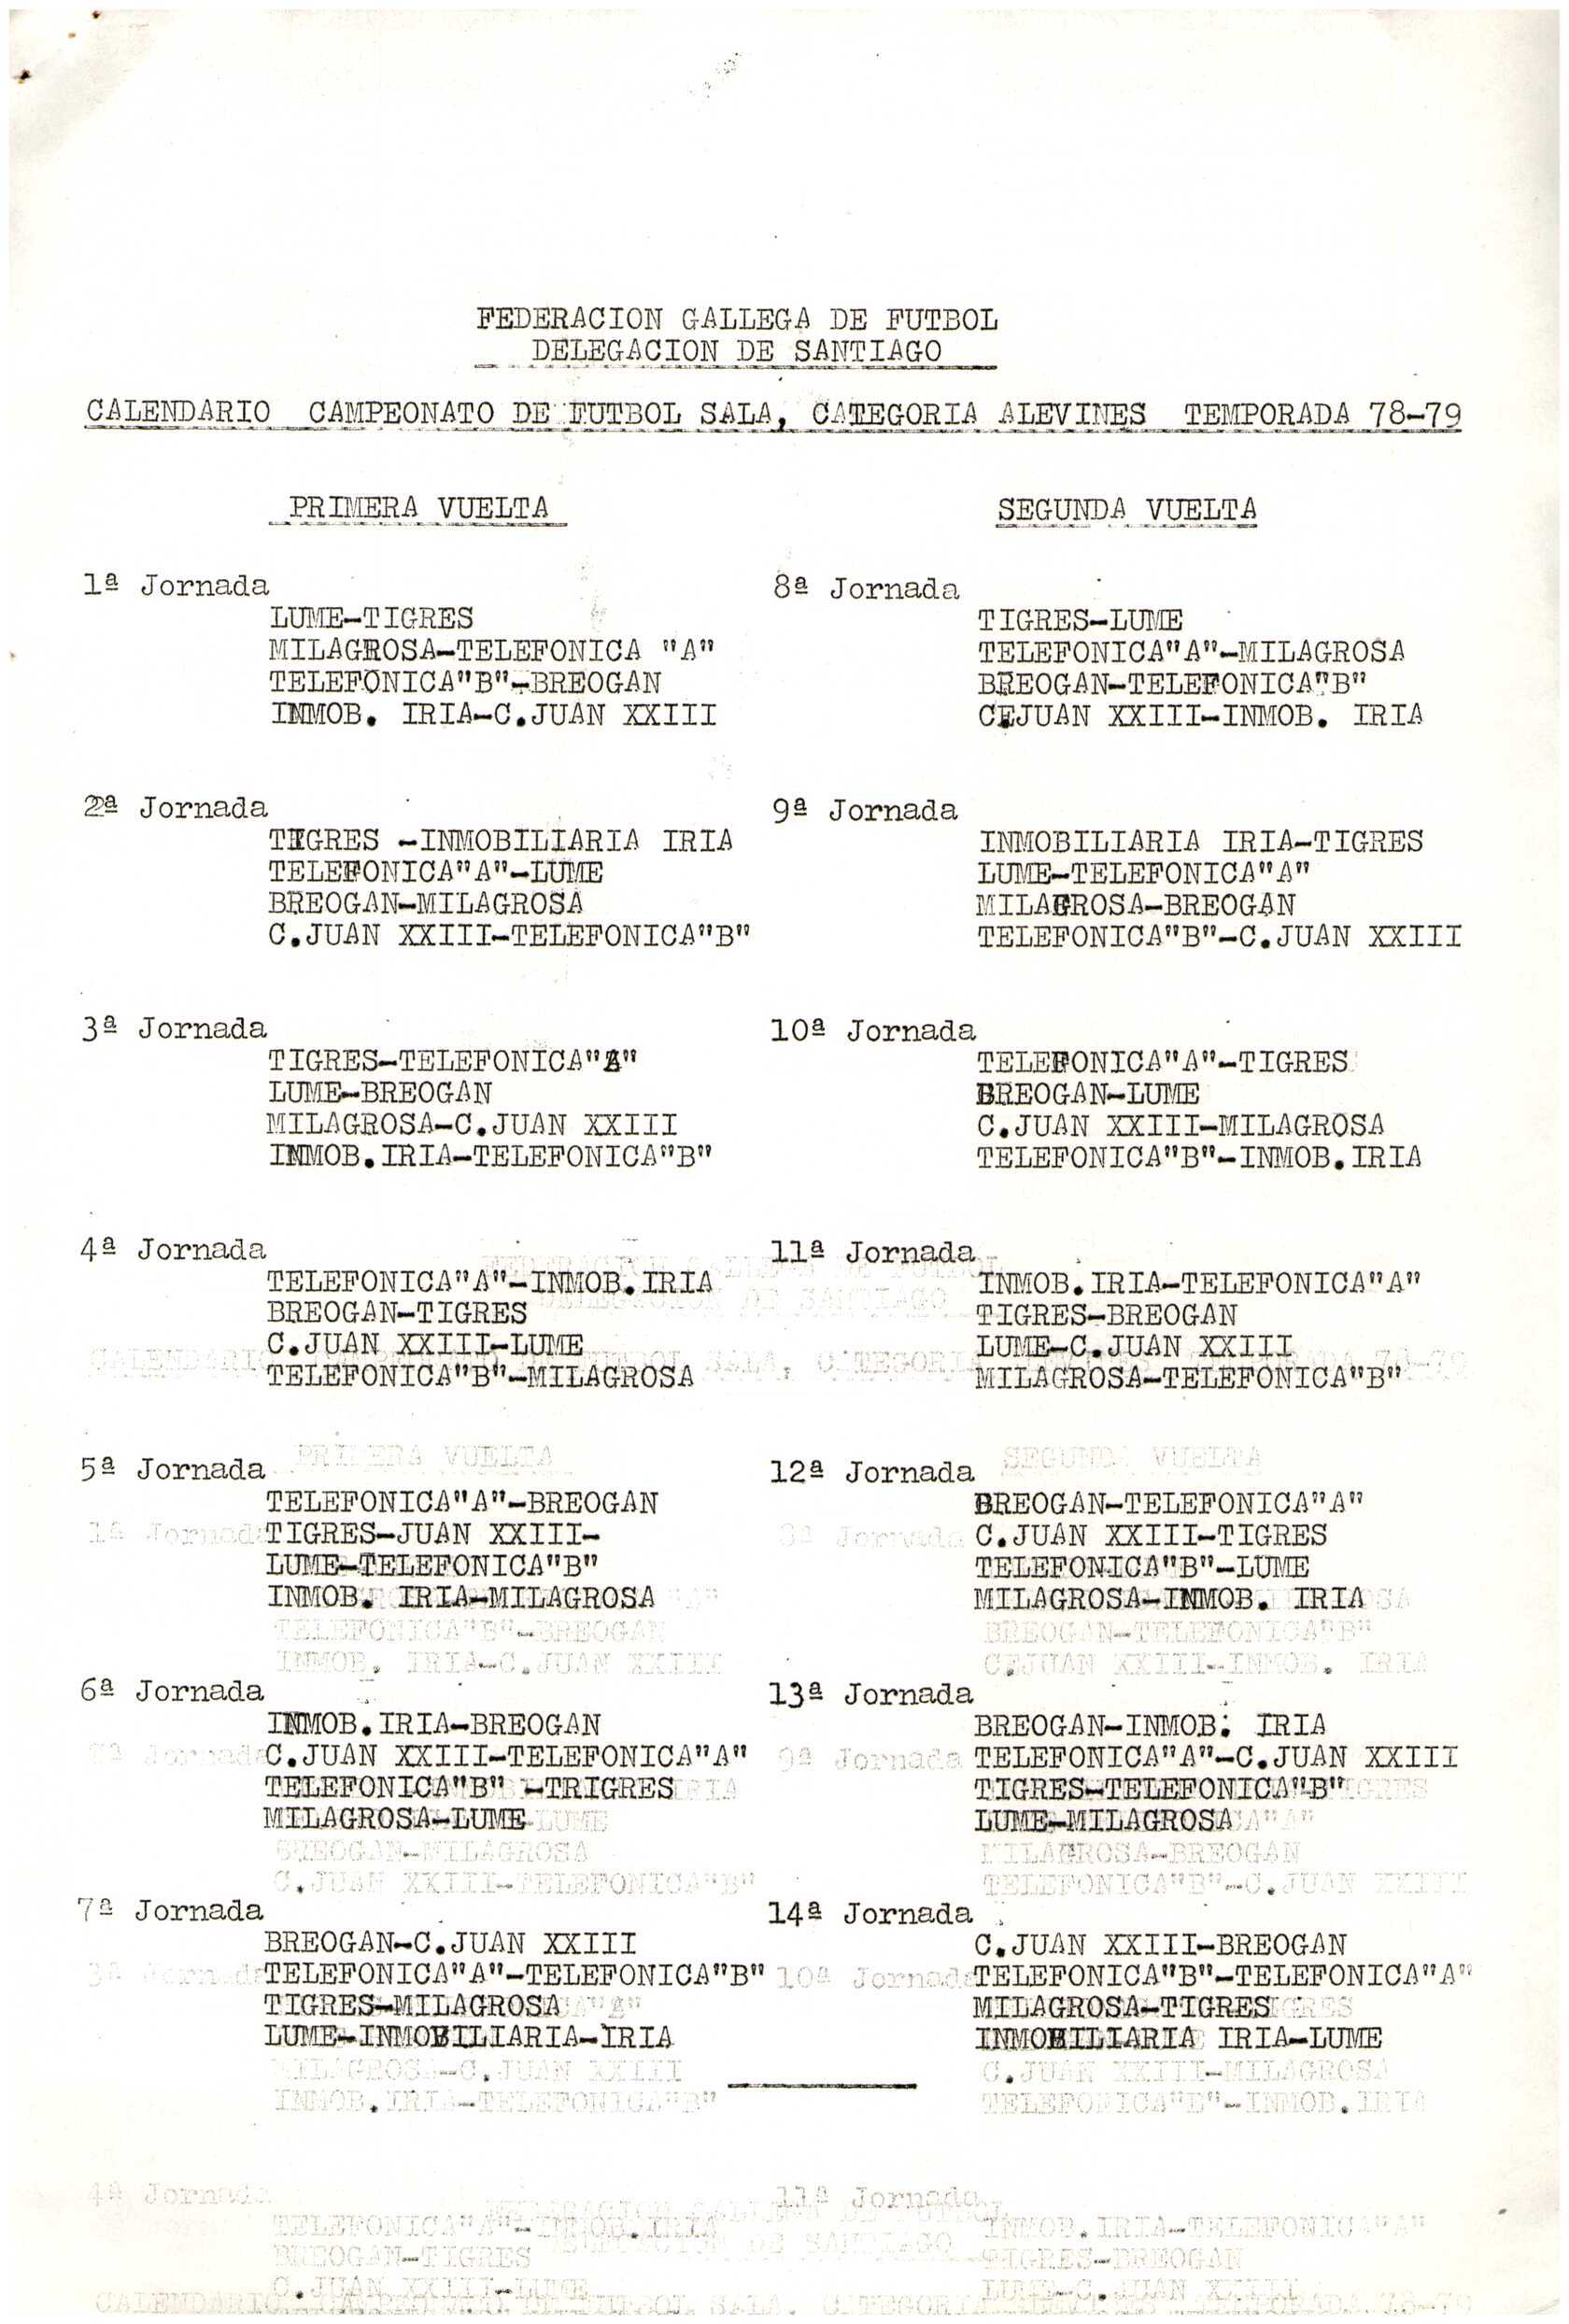 FEDERACION GALLEGA DE FUTBOL
DELEGACION DE SANTIAGO
CALENDARIO CAMPEONATO DE FUTBOL SALA, CATEGORIA ALEVINES TEMPORADA 78-79
PRIMERA VUELTA
1ª Jornada
LUME-TIGRES
MILAGROSA-TELEFONICA "A"
TELEFONICA"B"-BREOGAN
INMOB. IRIA-C.JUAN XXIII
2ª Jornada
TIGRES -INMOBILIARIA IRIA
TELEFONICA"A"-LUME
BREOGAN-MILAGROSA
C.JUAN XXIII-TELEFONICA"B"
3ª Jornada
TIGRES-TELEFONICA"A"
LUME-BREOGAN
MILAGROSA-C.JUAN XXIII
INMOB.IRIA-TELEFONICA"B"
4ª Jornada
TELEFONICA"A"-INMOB.IRIA
BREOGAN-TIGRES
C.JUAN XXIII-LUME
TELEFONICA"B"-MILAGROSA
5ª Jornada
TELEFONICA"A"-BREOGAN
TIGRES-JUAN XXIII-
LUME-TELEFONICA"B"
INMOB. IRIA-MILAGROSA
6ª Jornada
INMOB.IRIA-BREOGAN
C.JUAN XXIII-TELEFONICA"A"
TELEFONICA"B" -TRIGRES
MILAGROSA-LUME
7ª Jornada
BREOGAN-C.JUAN XXIII
TELEFONICA"A"-TELEFONICA"B"
TIGRES-MILAGROSA
LUME-INMOBILIARIA-IRIA
SEGUNDA VUELTA
8ª Jornada
TIGRES-LUME
TELEFONICA"A"-MILAGROSA
BREOGAN-TELEFONICA"B"
C.JUAN XXIII-INMOB. IRIA
9ª Jornada
INMOBILIARIA IRIA-TIGRES
LUME-TELEFONICA"A"
MILAGROSA-BREOGAN
TELEFONICA"B"-C.JUAN XXIII
10ª Jornada
TELEFONICA"A"-TIGRES
BREOGAN-LUME
C.JUAN XXIII-MILAGROSA
TELEFONICA"B"-INMOB.IRIA
11ª Jornada
INMOB.IRIA-TELEFONICA"A"
TIGRES-BREOGAN
LUME-C.JUAN XXIII
MILAGROSA-TELEFONICA"B"
12ª Jornada
BREOGAN-TELEFONICA"A"
C.JUAN XXIII-TIGRES
TELEFONICA"B"-LUME
MILAGROSA-INMOB. IRIA
13ª Jornada
BREOGAN-INMOB. IRIA
TELEFONICA"A"-C.JUAN XXIII
TIGRES-TELEFONICA"B"
LUME-MILAGROSA
14ª Jornada
C.JUAN XXIII-BREOGAN
TELEFONICA"B"-TELEFONICA"A"
MILAGROSA-TIGRES
INMOBILIARIA IRIA-LUME